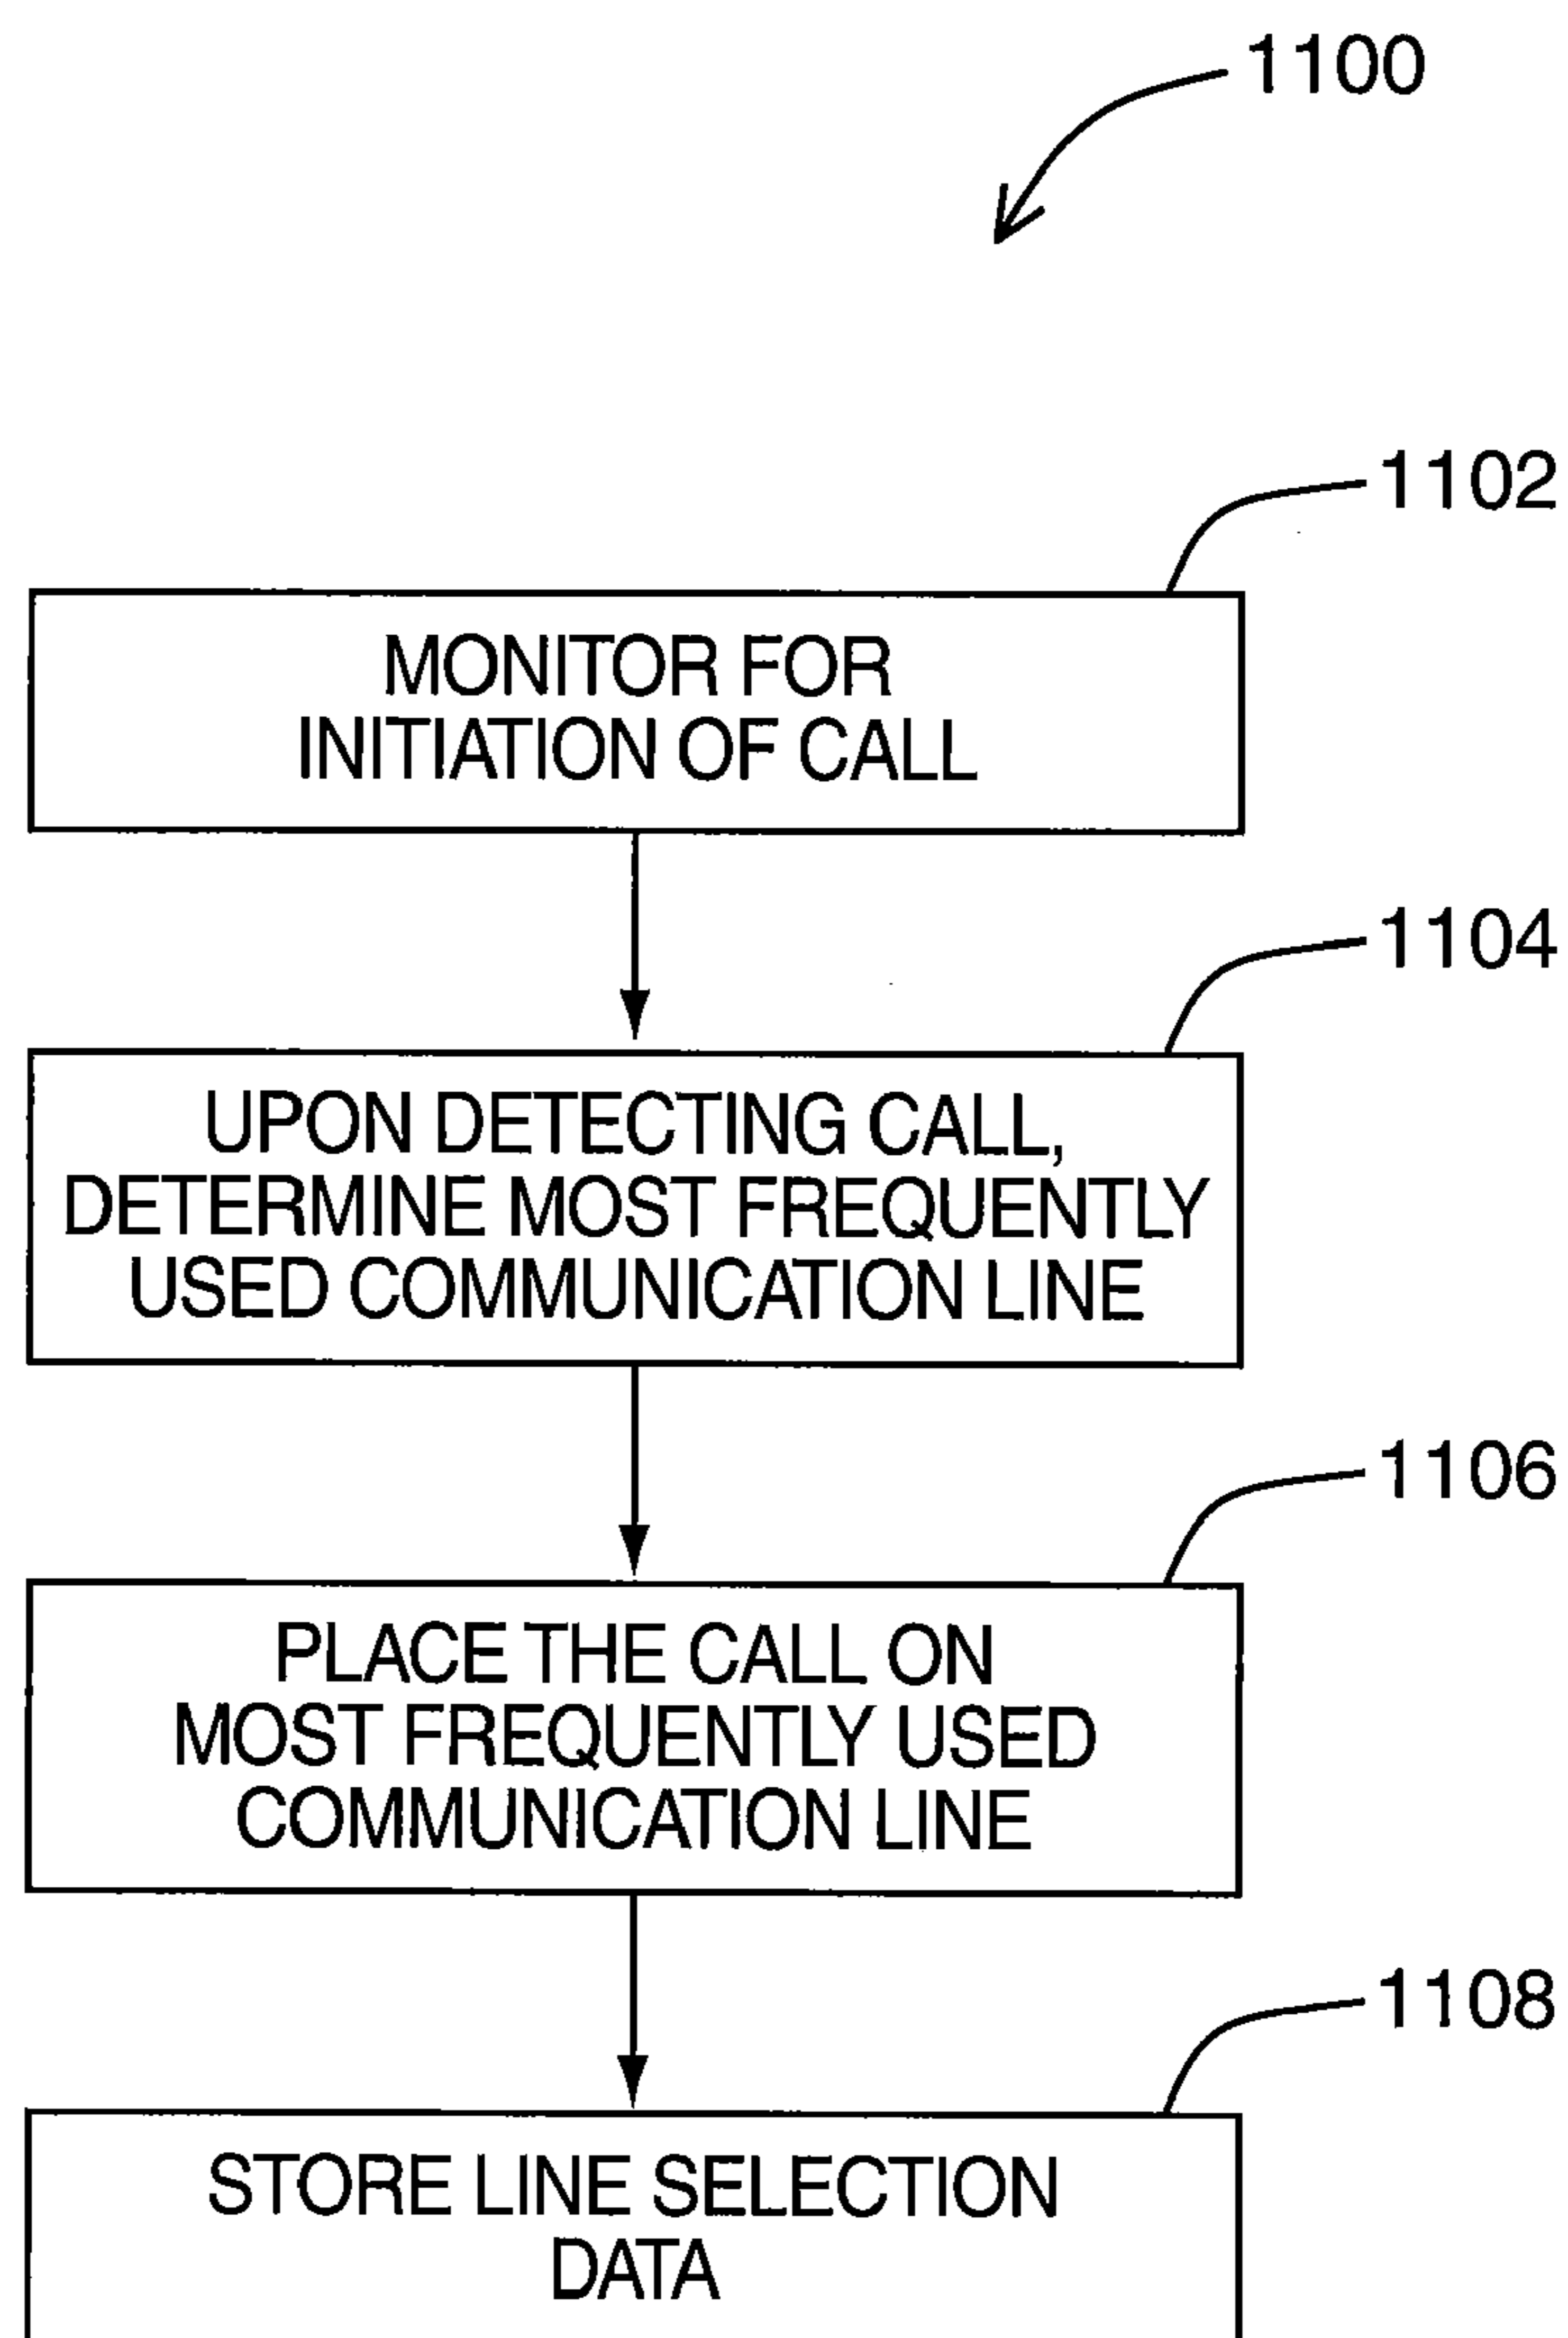 1100
1102
MONITOR FOR
INITIATION OF CALL
1104
UPON DETECTING CALL,
DETERMINE MOST FREQUENTLY
USED COMMUNICATION LINE
1106
PLACE THE CALL ON
MOST FREQUENTLY USED
COMMUNICATION LINE
1108
STORE LINE SELECTION
DATA